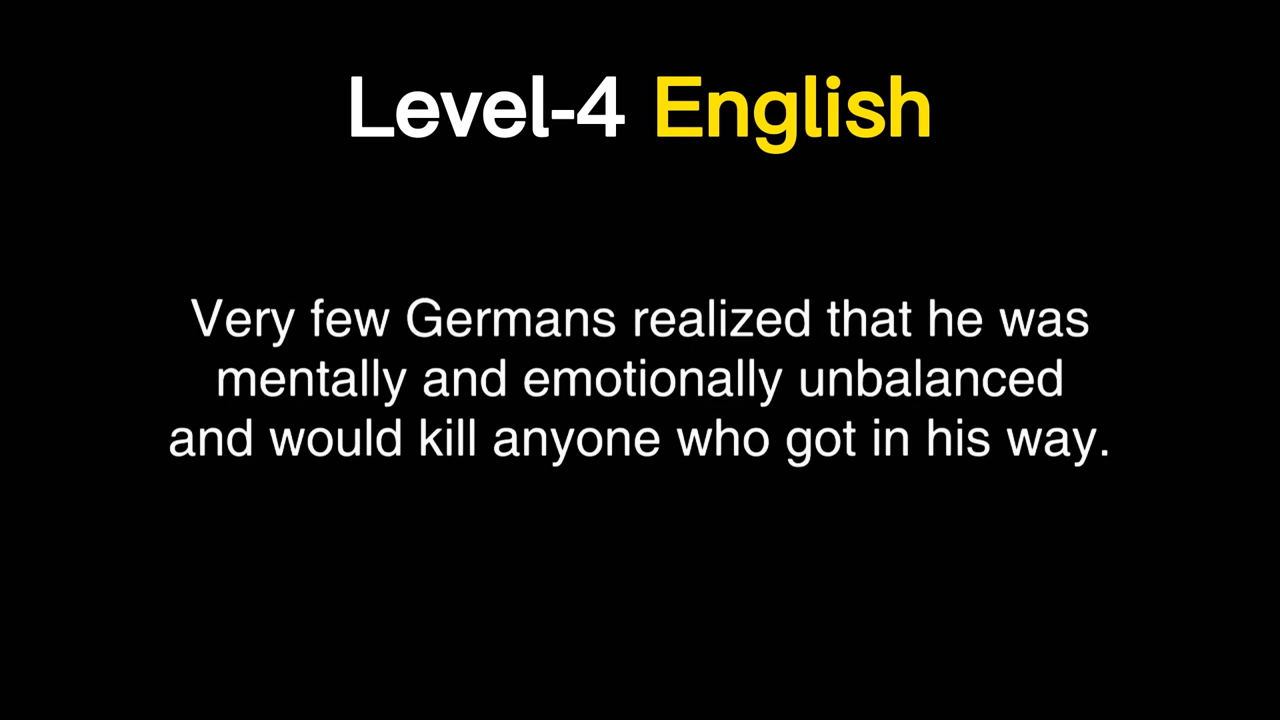 Level-4 English
Very few Germans realized that he was
mentally and emotionally unbalanced
and would kill anyone who got in his way.